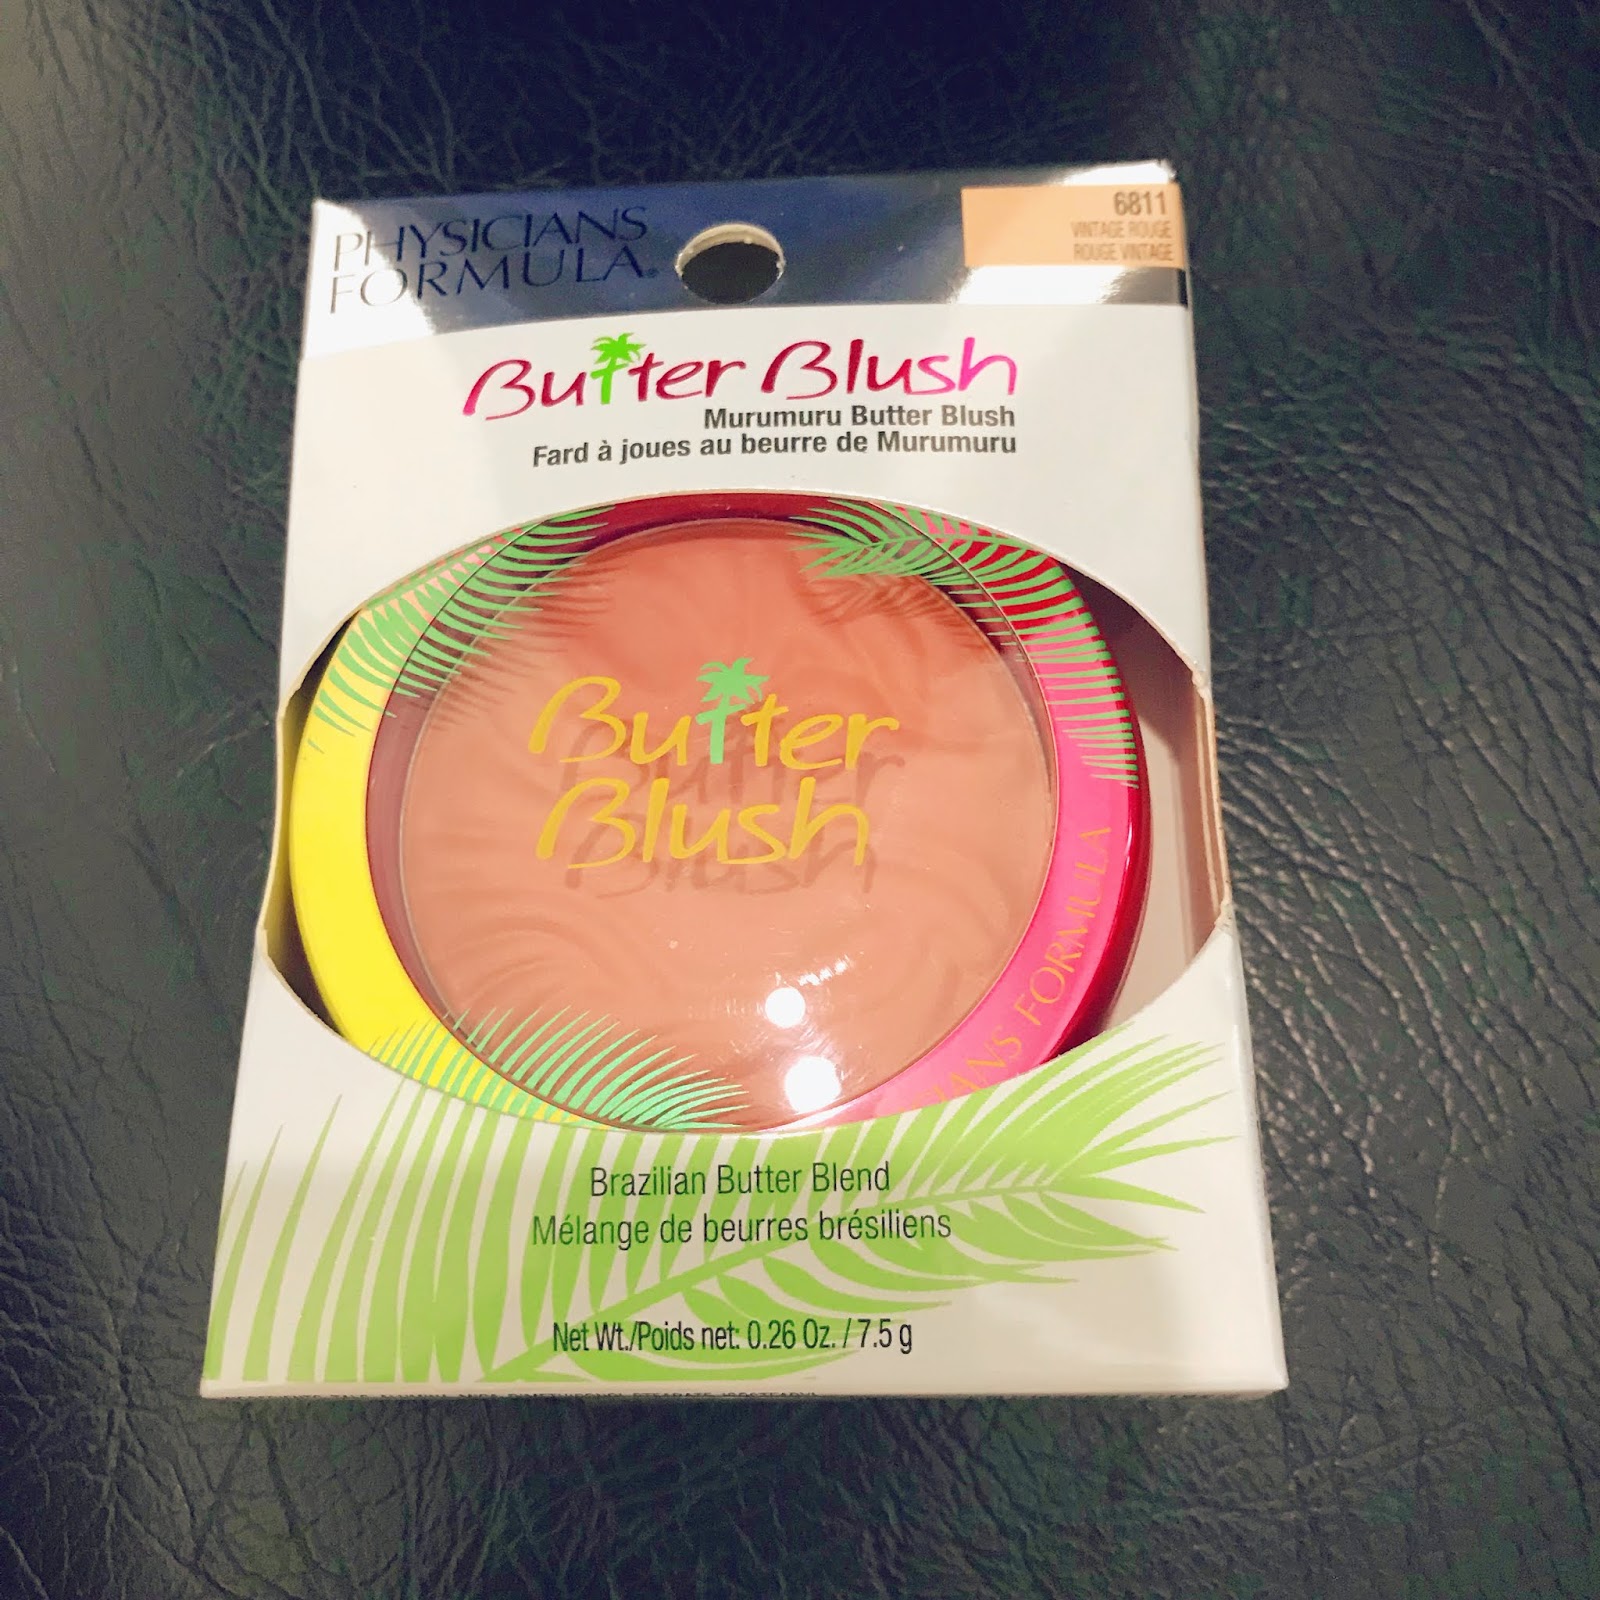 PHYSICIANS
FORMULA®
6811
VINTAGE ROUGE
ROUGE VINTAGE
Butter Blush
Murumuru Butter Blush
Fard à joues au beurre de Murumuru
Butter
Blush
CIANS FORMULA
Brazilian Butter Blend
Mélange de beurres brésiliens
Net Wt./Poids net: 0.26 Oz. / 7.5 g